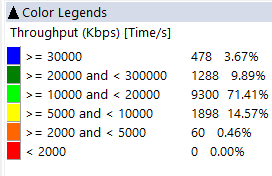 Color Legends
Throughput (Kbps) [Time/s]
>= 30000 478 3.67%
>= 20000 and < 300000 1288 9.89%
>= 10000 and < 20000 9300 71.41%
>= 5000 and < 10000 1898 14.57%
>= 2000 and < 5000 60 0.46%
< 2000 0 0.00%